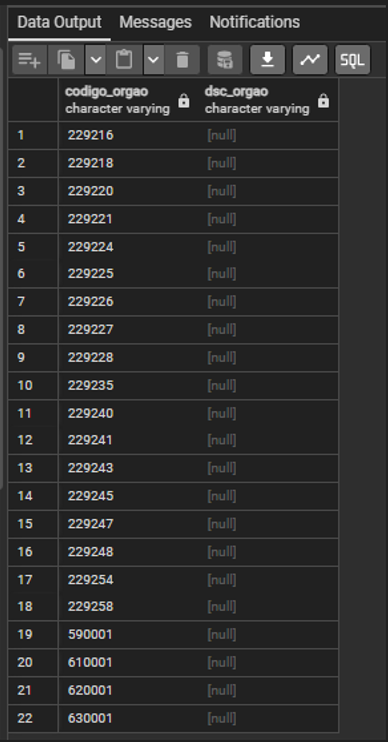 Data Output Messages Notifications
SQL
codigo_orgao dsc_orgao
character varying character varying
1 229216 [null]
2 229218 [null]
3 229220 [null]
4 229221 [null]
5 229224 [null]
6 229225 [null]
7 229226 [null]
8 229227 [null]
9 229228 [null]
10 229235 [null]
11 229240 [null]
12 229241 [null]
13 229243 [null]
14 229245 [null]
15 229247 [null]
16 229248 [null]
17 229254 [null]
18 229258 [null]
19 590001 [null]
20 610001 [null]
21 620001 [null]
22 630001 [null]